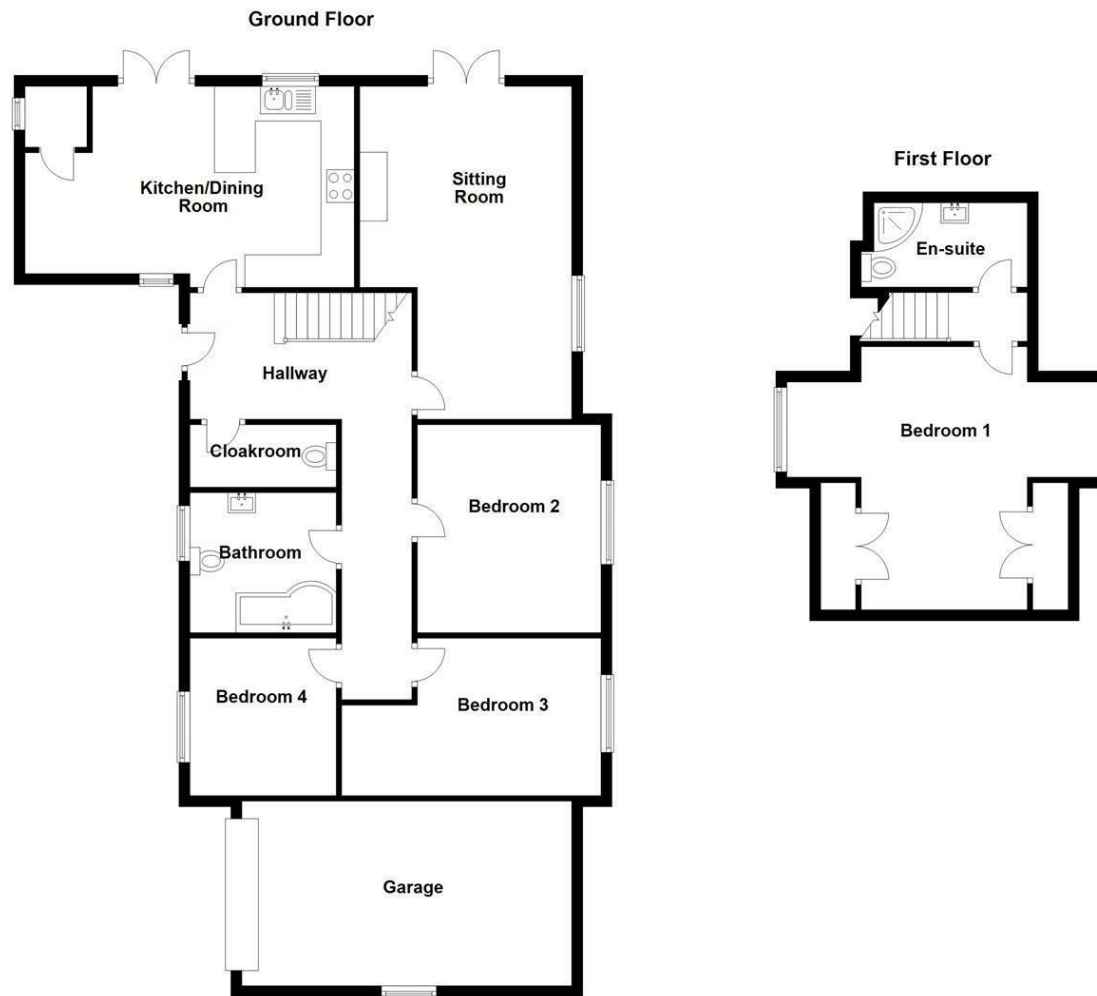 Ground Floor
Kitchen/Dining
Room
Sitting
Room
Hallway
Cloakroom
Bathroom
Bedroom 2
Bedroom 4
Bedroom 3
Garage
First Floor
En-suite
Bedroom 1